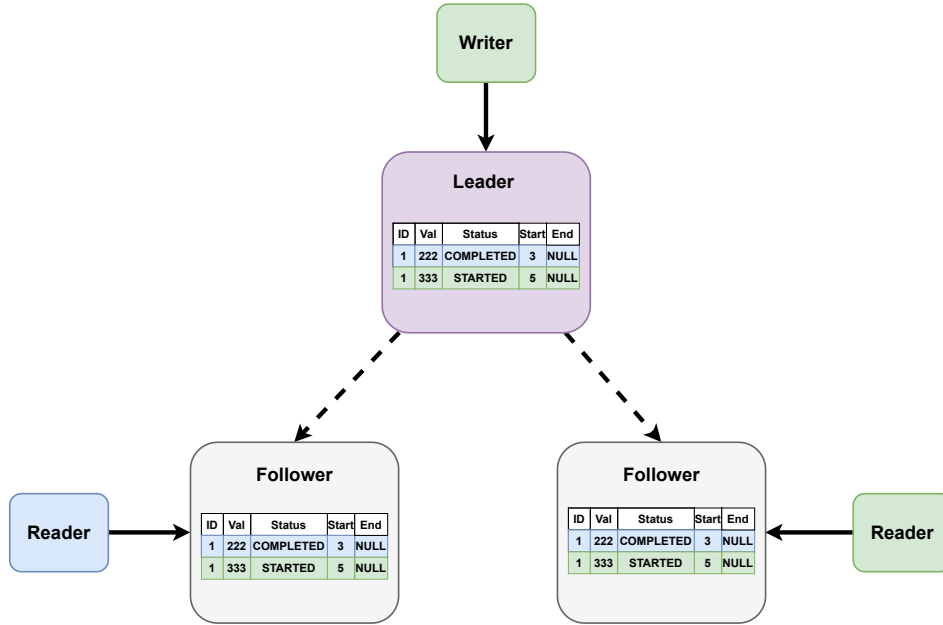 Writer
Leader
ID Val Status Start End
1 222 COMPLETED 3 NULL
1 333 STARTED 5 NULL
Follower
ID Val Status Start End
1 222 COMPLETED 3 NULL
1 333 STARTED 5 NULL
Follower
ID Val Status Start End
1 222 COMPLETED 3 NULL
1 333 STARTED 5 NULL
Reader
Reader